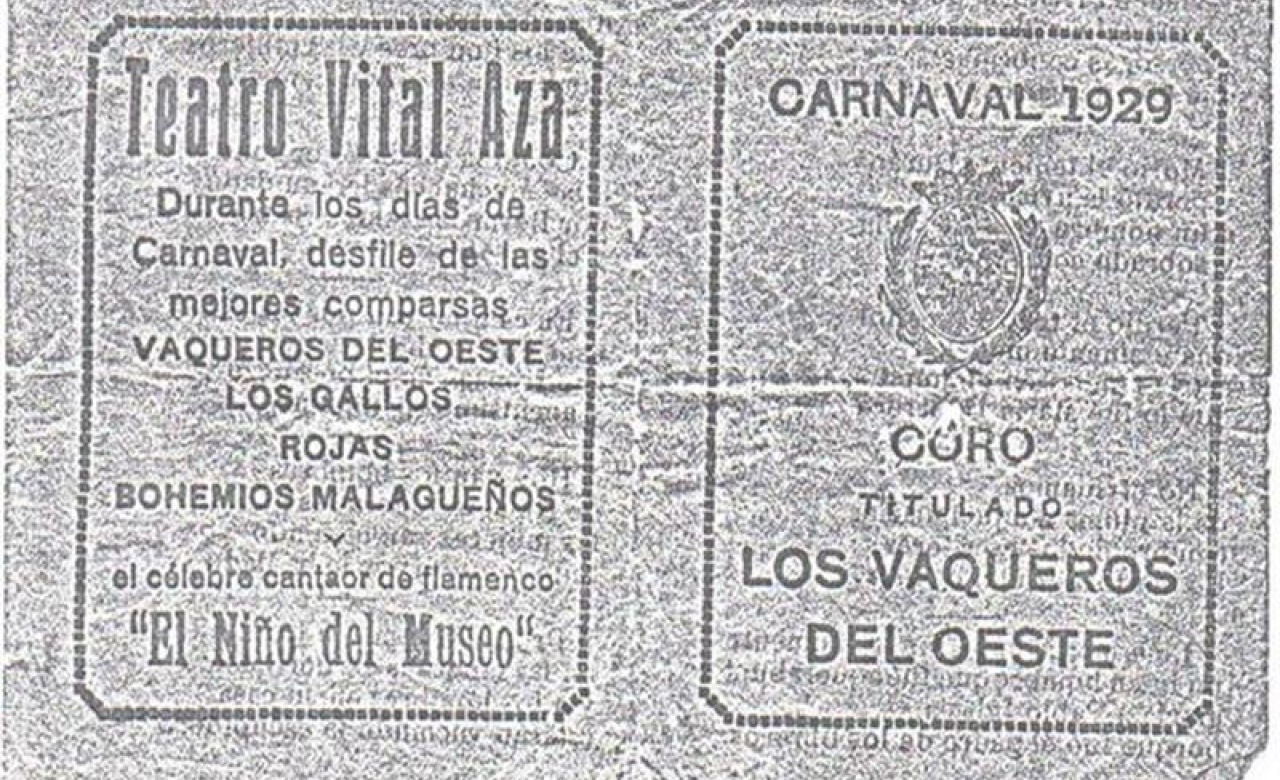 Teatro Vital Aza
Durante los días de
Carnaval, desfile de las
mejores comparsas
VAQUEROS DEL OESTE
LOS GALLOS
ROJAS
BOHEMIOS MALAGUEÑOS
Y
el célebre cantaor de flamenco
"El Niño del Museo"
CARNAVAL 1929
CORO
TITULADO
LOS VAQUEROS
DEL OESTE